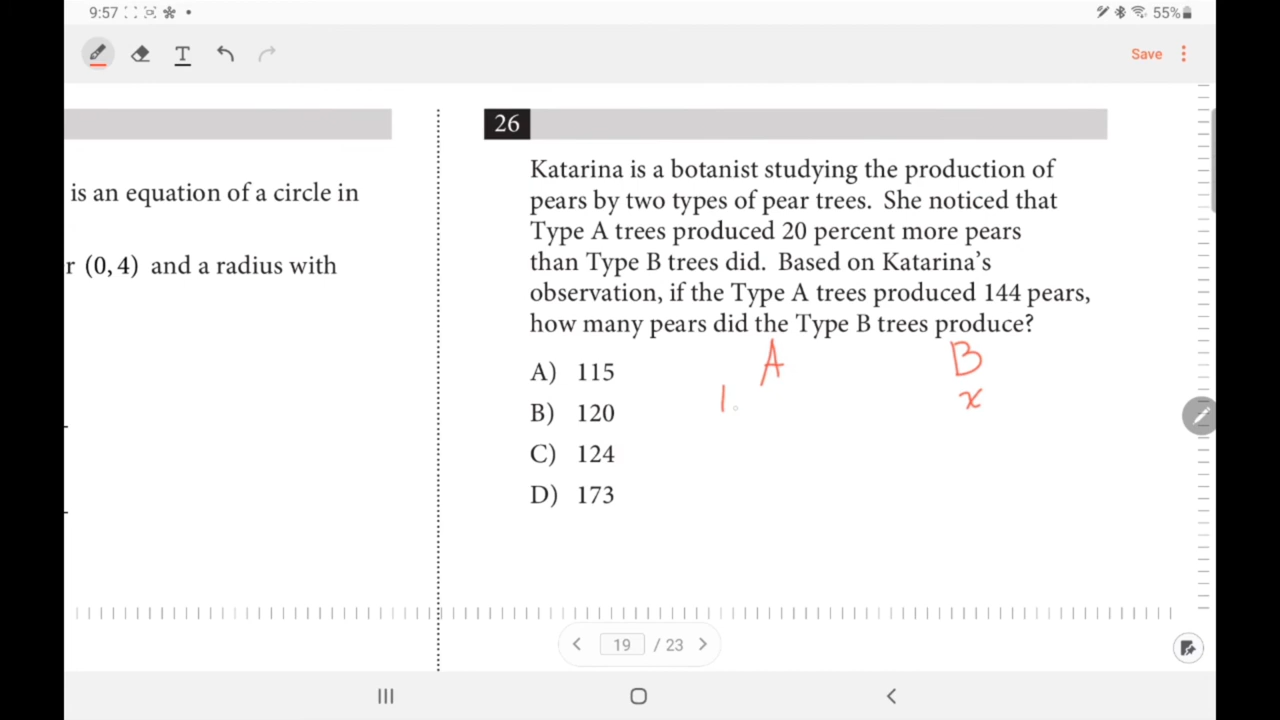 9:57 55%
T Save
26
Katarina is a botanist studying the production of
pears by two types of pear trees. She noticed that
Type A trees produced 20 percent more pears
than Type B trees did. Based on Katarina's
observation, if the Type A trees produced 144 pears,
how many pears did the Type B trees produce?
A) 115
B) 120
C) 124
D) 173
A B
1. x
is an equation of a circle in
r (0, 4) and a radius with
19 / 23